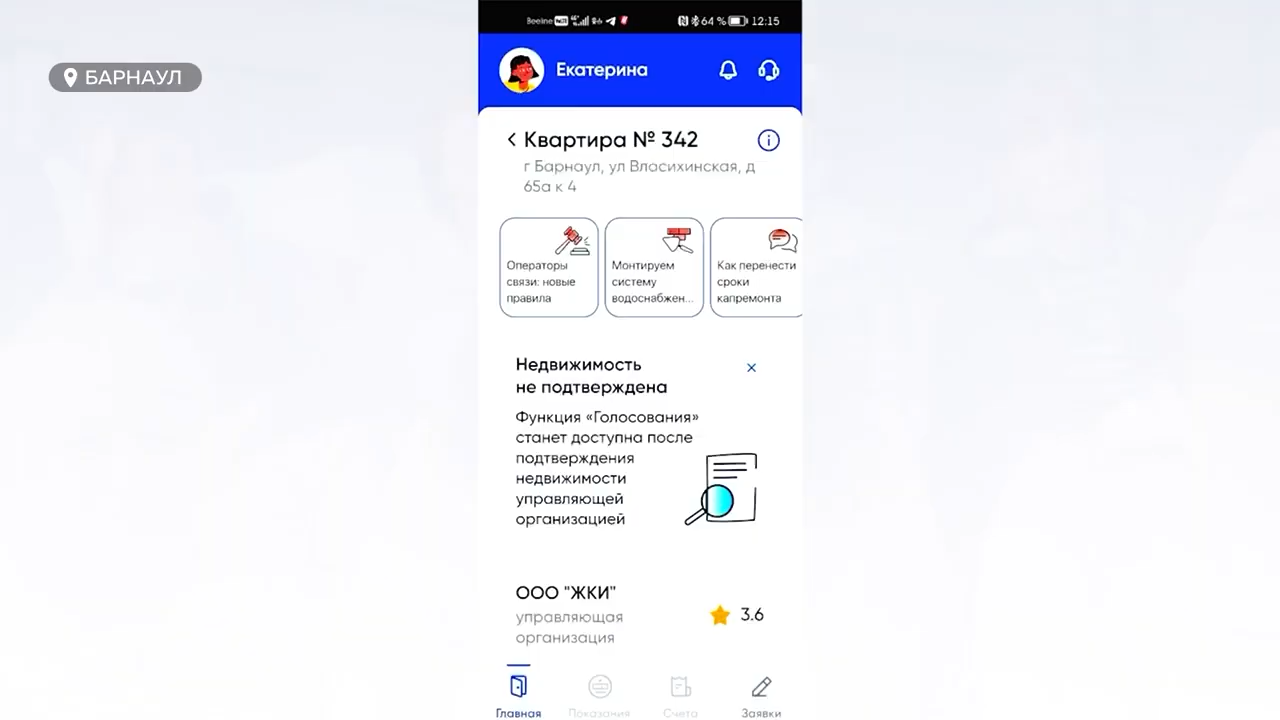 Beeline
64 % 12:15
БАРНАУЛ
Екатерина
Квартира № 342
г Барнаул, ул Власихинская, д
65а к 4
Операторы
связи: новые
правила
Монтируем
систему
водоснабжен...
Как перенести
сроки
капремонта
Недвижимость
не подтверждена
Функция «Голосования»
станет доступна после
подтверждения
недвижимости
управляющей
организацией
ООО "ЖКИ"
управляющая
организация
3.6
Главная
Показания
Счета
Заявки